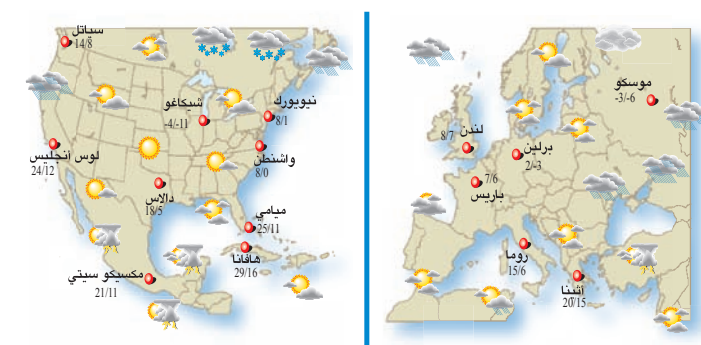 موسكو
-3/-6
لندن
8/7
برلين
2/-3
7/6
باريس
روما
15/6
أثينا
20/15
سياتل
14/8
شيكاغو
-4/-11
نيويورك
8/1
لوس إنجليس
24/12
واشنطن
8/0
دالاس
18/5
ميامي
25/11
هافانا
29/16
مكسيكو سيتي
21/11